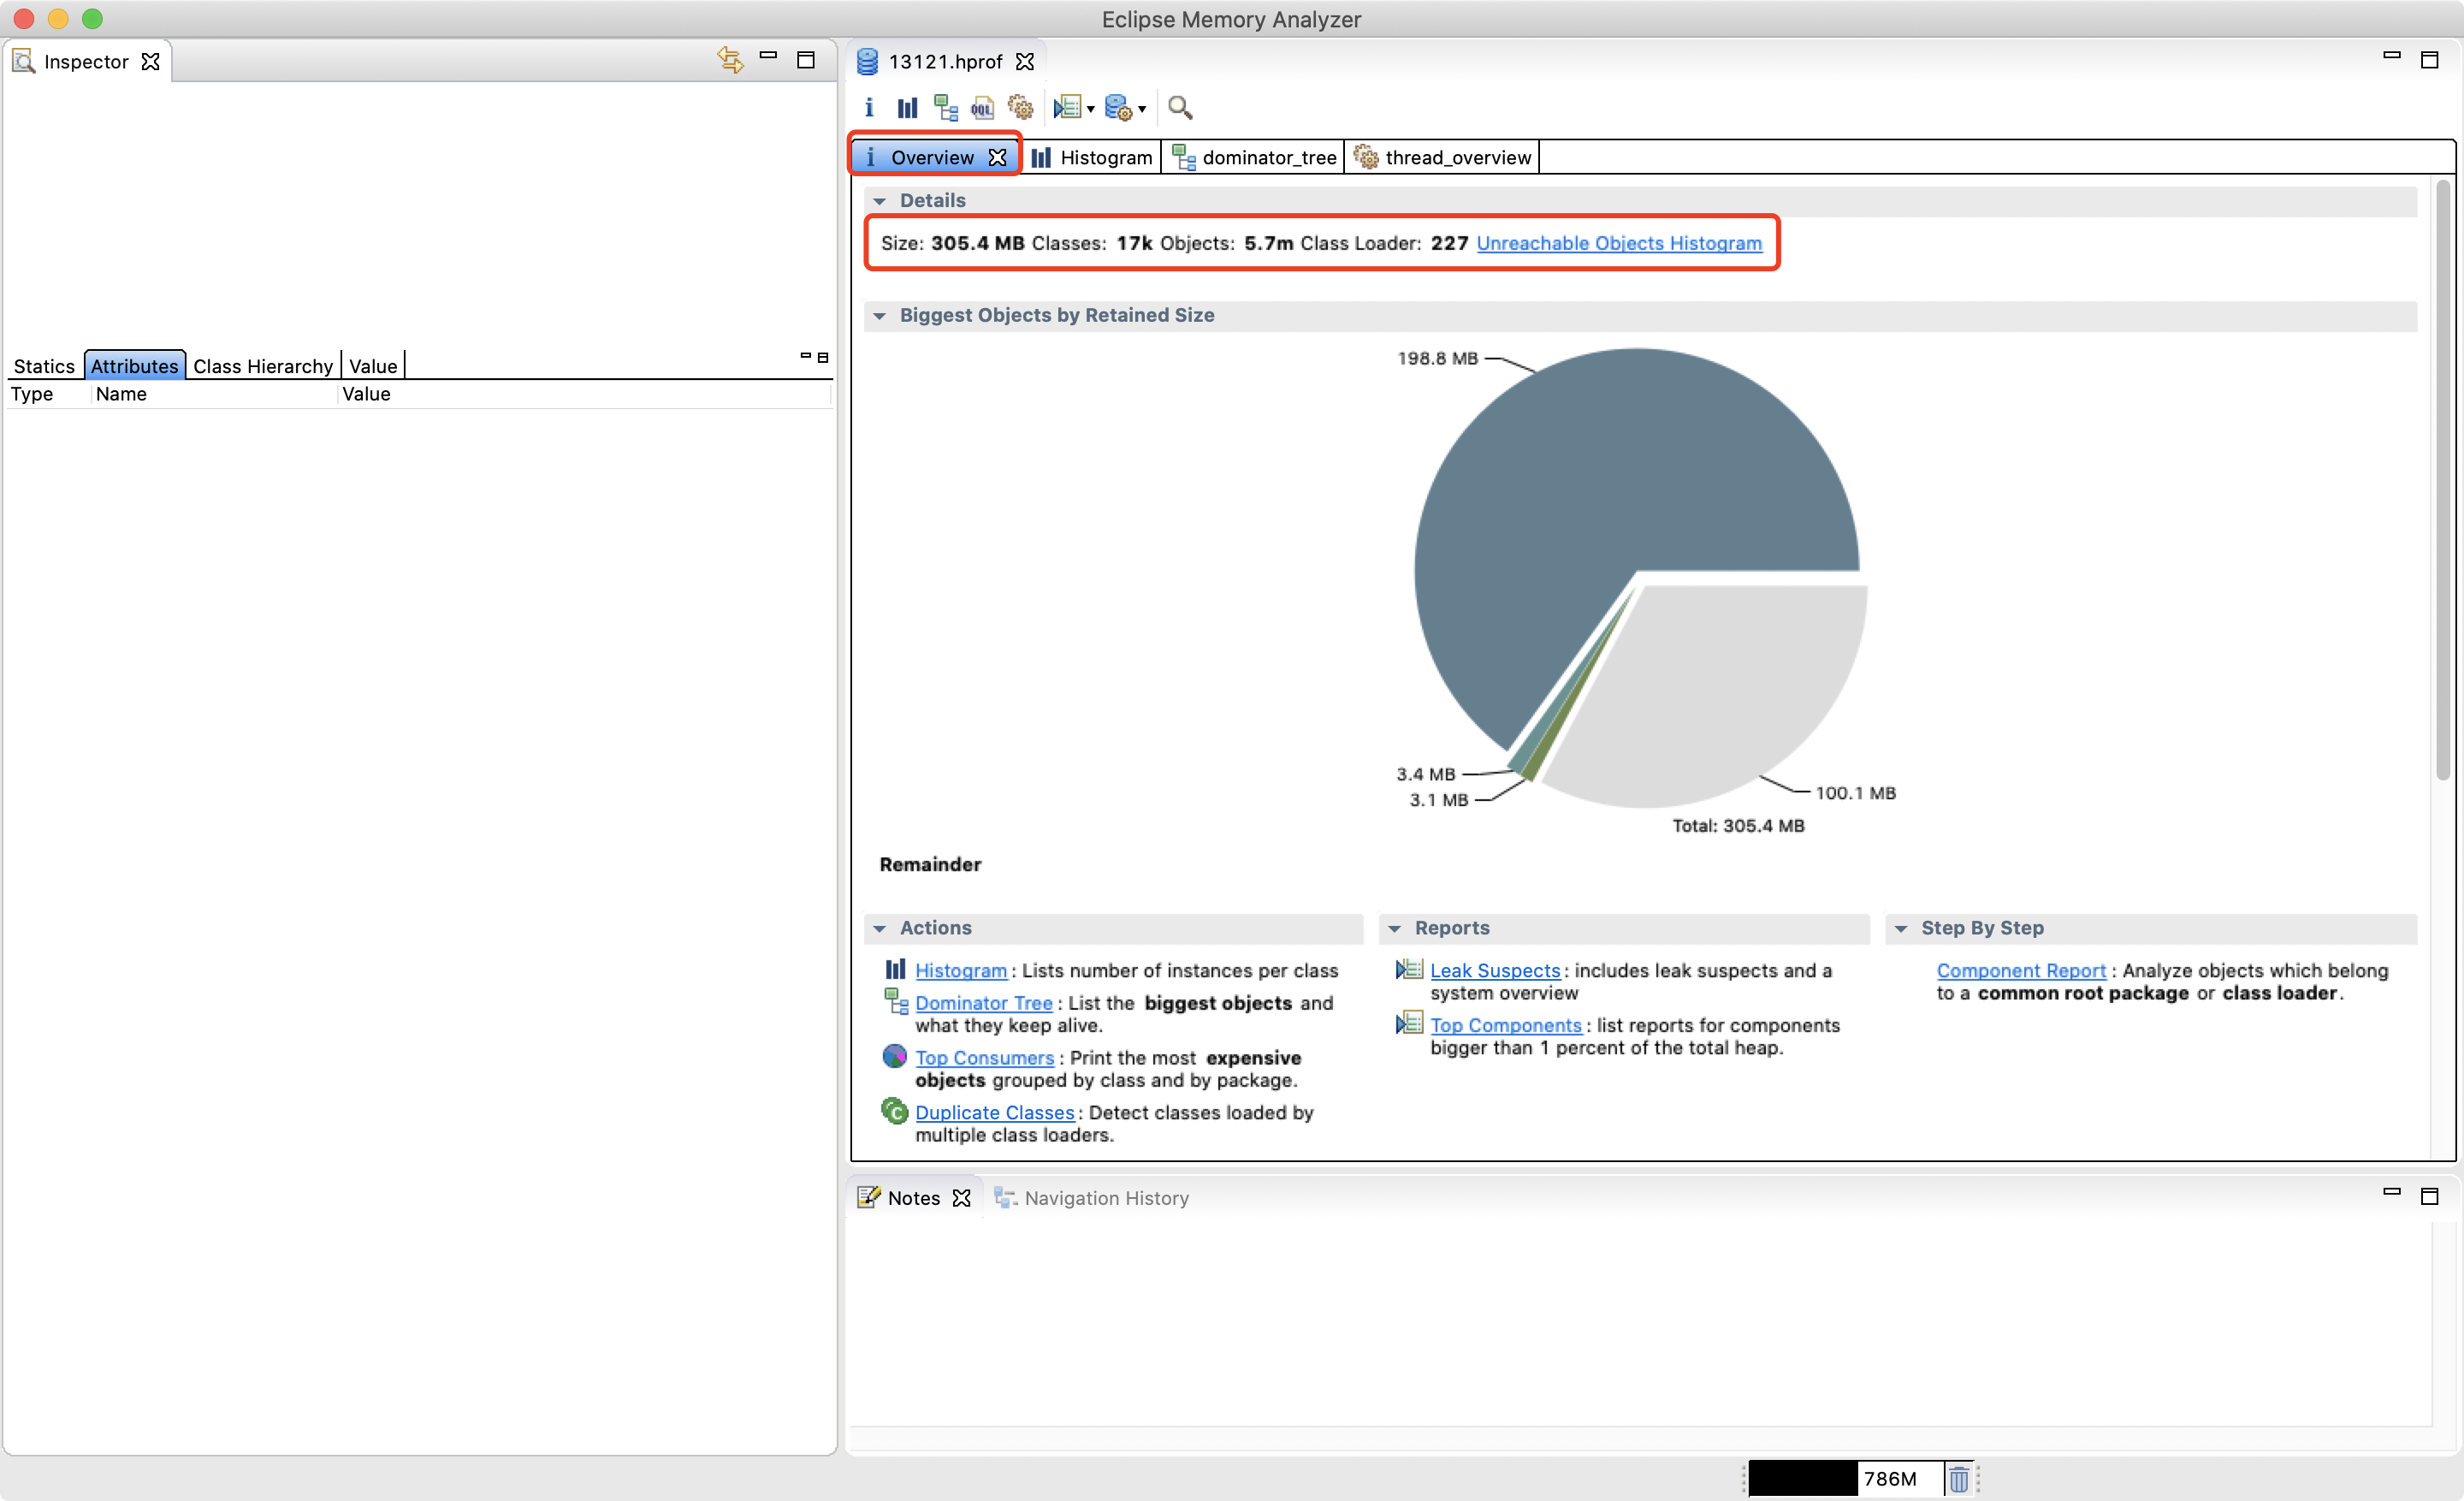 Eclipse Memory Analyzer
Inspector
Statics Attributes Class Hierarchy Value
Type Name Value
13121.hprof
i OQL
i Overview Histogram dominator_tree thread_overview
Details
Size: 305.4 MB Classes: 17k Objects: 5.7m Class Loader: 227 Unreachable Objects Histogram
Biggest Objects by Retained Size
198.8 MB
3.4 MB
3.1 MB
100.1 MB
Total: 305.4 MB
Remainder
Actions
Histogram: Lists number of instances per class
Dominator Tree: List the biggest objects and
what they keep alive.
Top Consumers: Print the most expensive
objects grouped by class and by package.
C Duplicate Classes: Detect classes loaded by
multiple class loaders.
Reports
Leak Suspects: includes leak suspects and a
system overview
Top Components: list reports for components
bigger than 1 percent of the total heap.
Step By Step
Component Report: Analyze objects which belong
to a common root package or class loader.
Notes Navigation History
786M